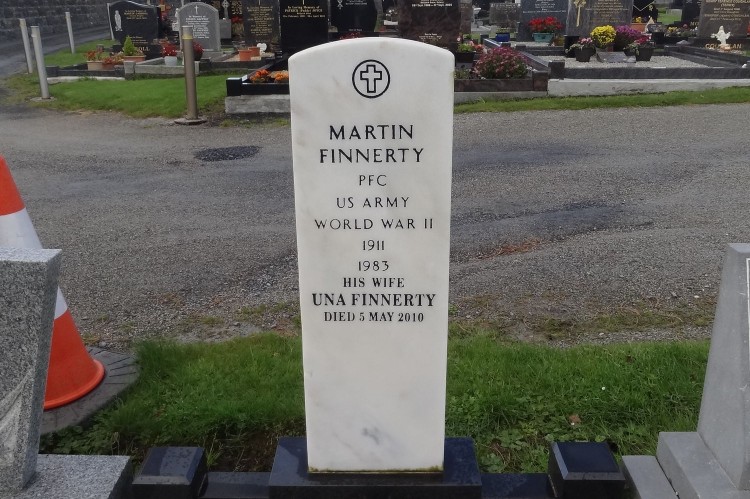 MARTIN
FINNERTY
PFC
US ARMY
WORLD WAR II
1911
1983
HIS WIFE
UNA FINNERTY
DIED 5 MAY 2010